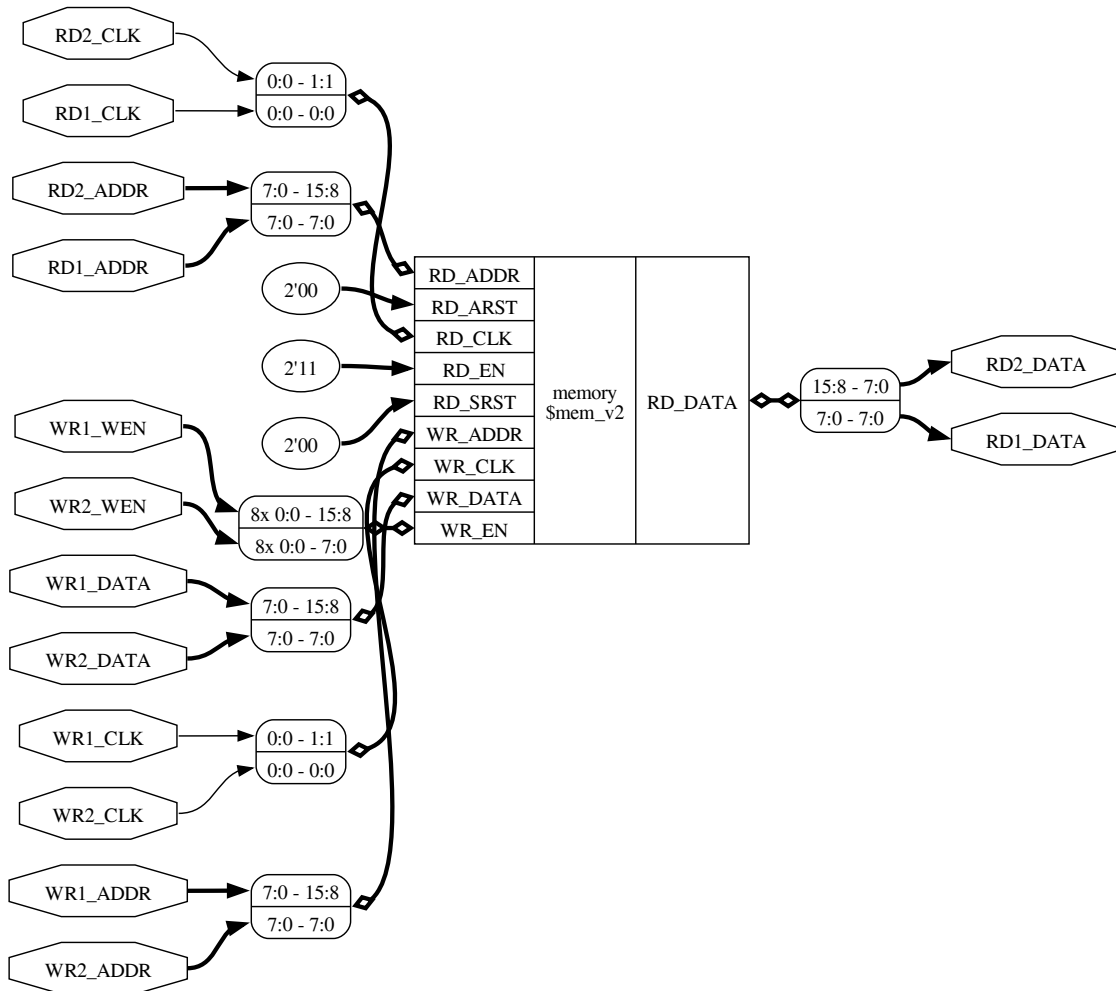 RD2_CLK
RD1_CLK
0:0 - 1:1
0:0 - 0:0
RD2_ADDR
RD1_ADDR
7:0 - 15:8
7:0 - 7:0
2'00
2'11
2'00
RD_ADDR
RD_ARST
RD_CLK
RD_EN
RD_SRST
WR_ADDR
WR_CLK
WR_DATA
WR_EN
memory
$mem_v2
RD_DATA
15:8 - 7:0
7:0 - 7:0
RD2_DATA
RD1_DATA
WR1_WEN
WR2_WEN
8x 0:0 - 15:8
8x 0:0 - 7:0
WR1_DATA
WR2_DATA
7:0 - 15:8
7:0 - 7:0
WR1_CLK
WR2_CLK
0:0 - 1:1
0:0 - 0:0
WR1_ADDR
WR2_ADDR
7:0 - 15:8
7:0 - 7:0